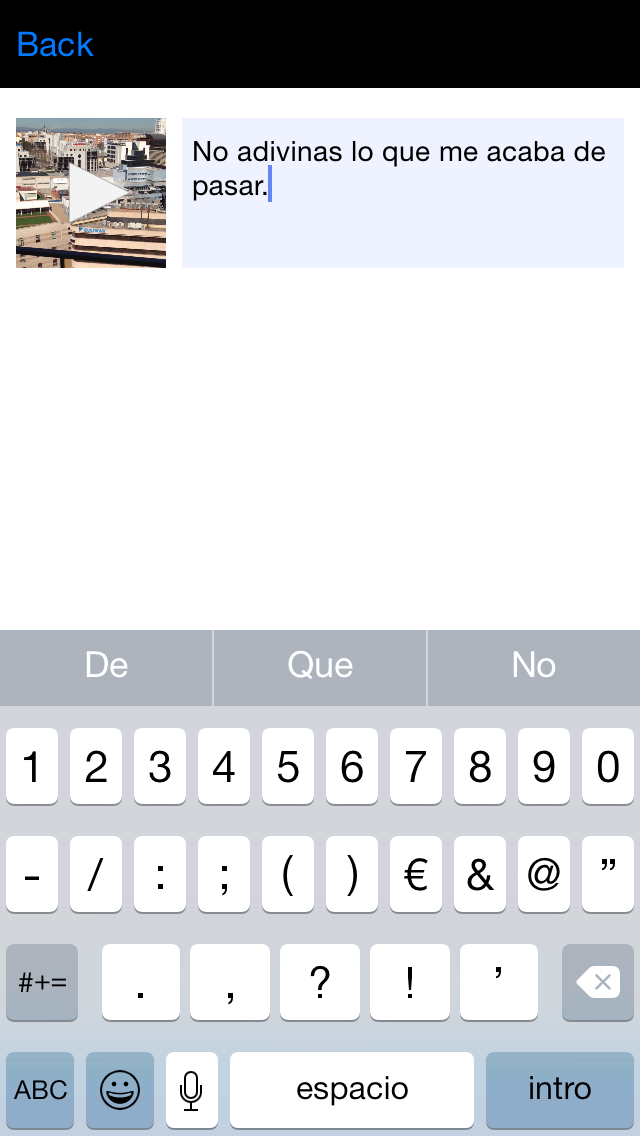 Back
No adivinas lo que me acaba de
pasar.
De Que No
1 2 3 4 5 6 7 8 9 0
- / : ; ( ) € & @ ”
#+= . , ? ! ’
ABC espacio intro